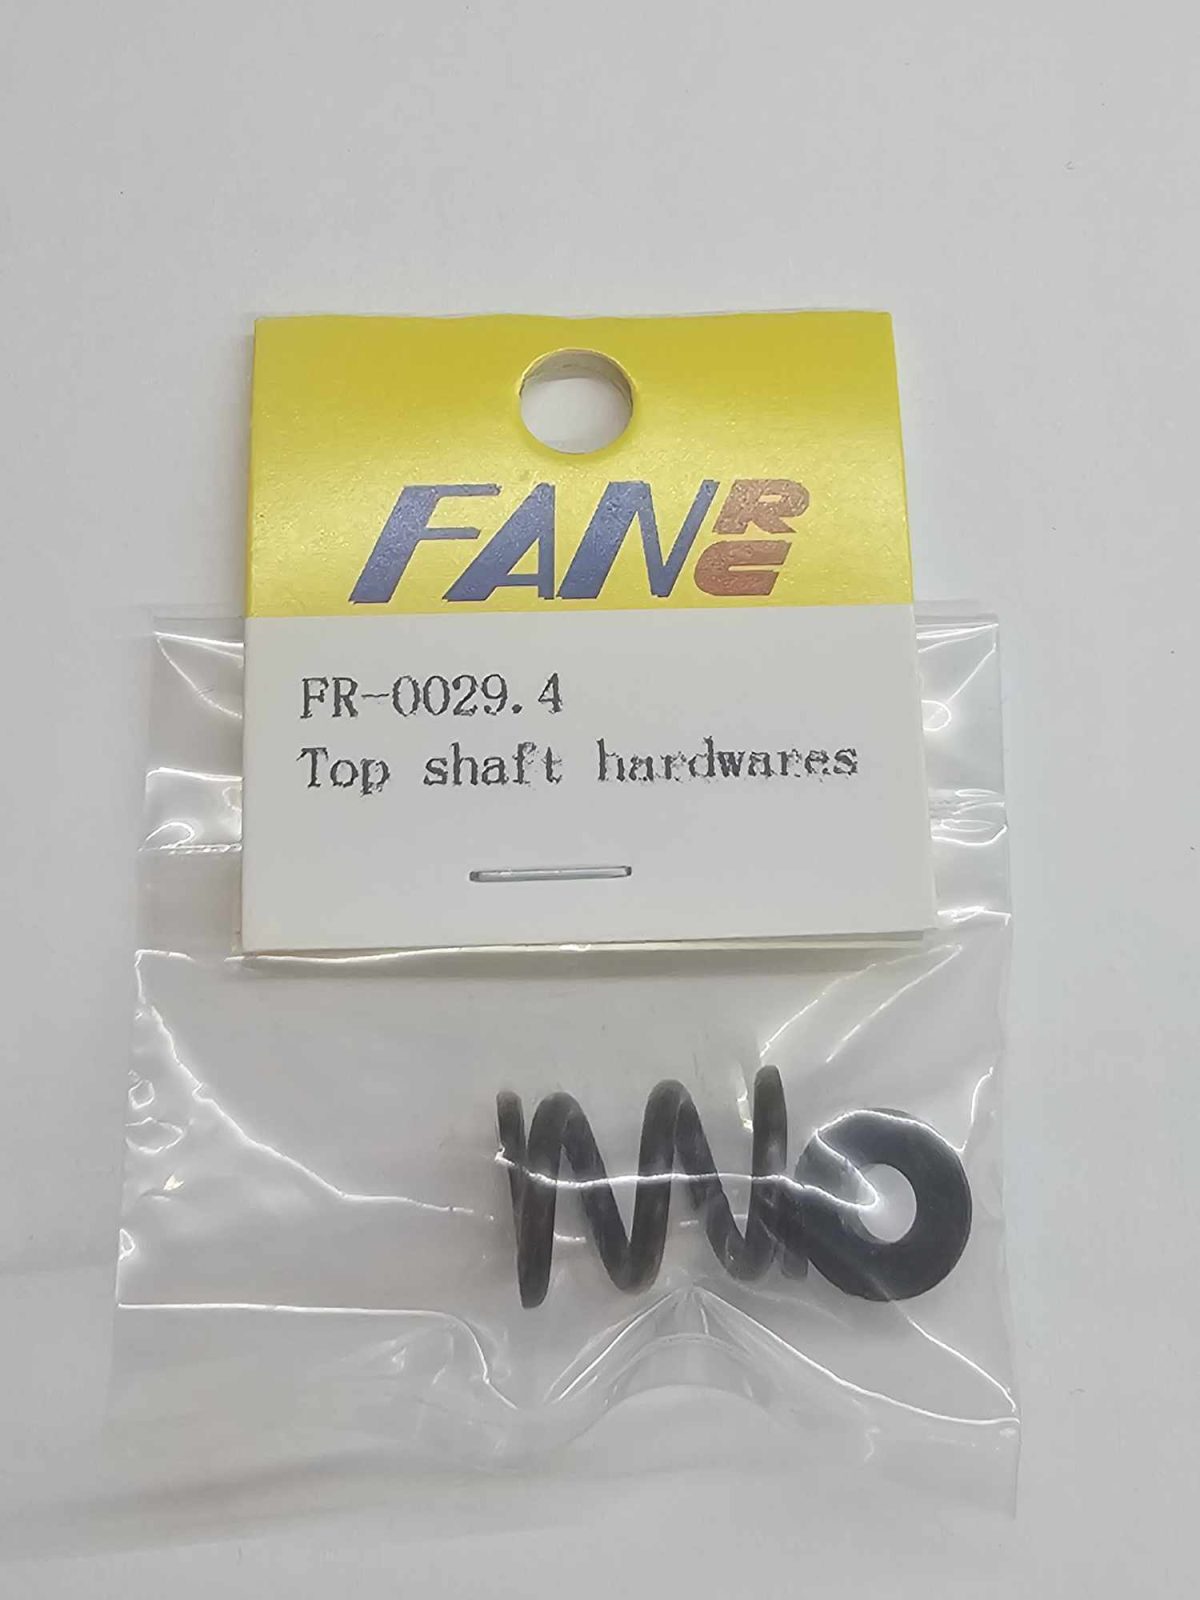 FAN RC
FR-0029.4
Top shaft hardwares